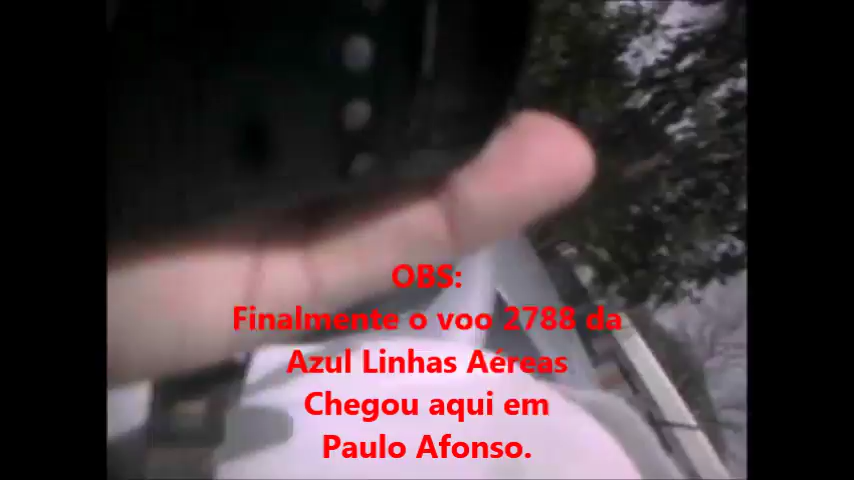 OBS:
Finalmente o voo 2788 da
Azul Linhas Aéreas
Chegou aqui em
Paulo Afonso.